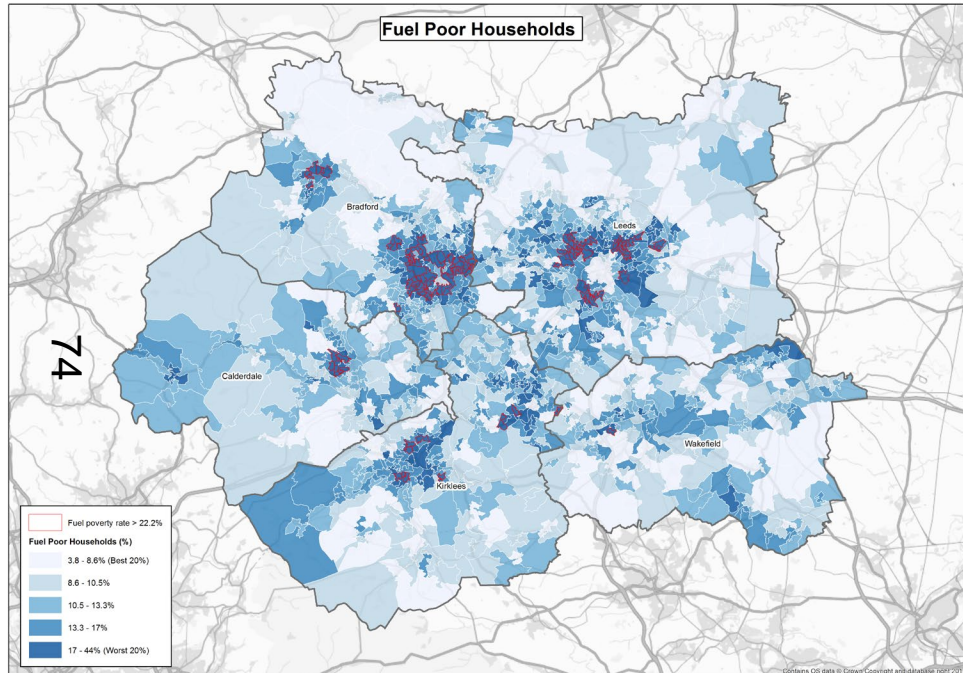 Fuel Poor Households
Bradford
Leeds
74
Calderdale
Wakefield
Kirklees
Fuel poverty rate > 22.2%
Fuel Poor Households (%)
3.8 - 8.6% (Best 20%)
8.6 - 10.5%
10.5 - 13.3%
13.3 - 17%
17 - 44% (Worst 20%)
Contains OS data © Crown Copyright and database right